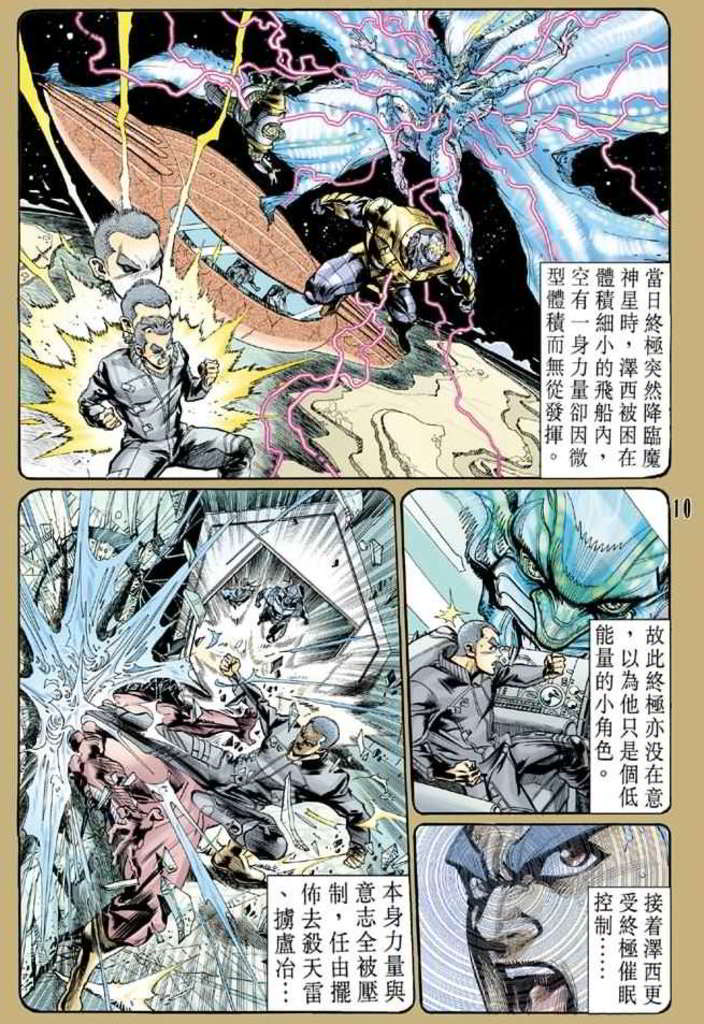 當日終極突然降臨魔
神星時，澤西被困在
體積細小的飛船內，
空有一身力量卻因微
型體積而無從發揮。
10
故此終極亦没在意
，以為他只是個低
能量的小角色。
接着澤西更
受終極催眠
控制……
本身力量與
意志全被壓
制，任由擺
佈去殺天雷
、擄盧冶…